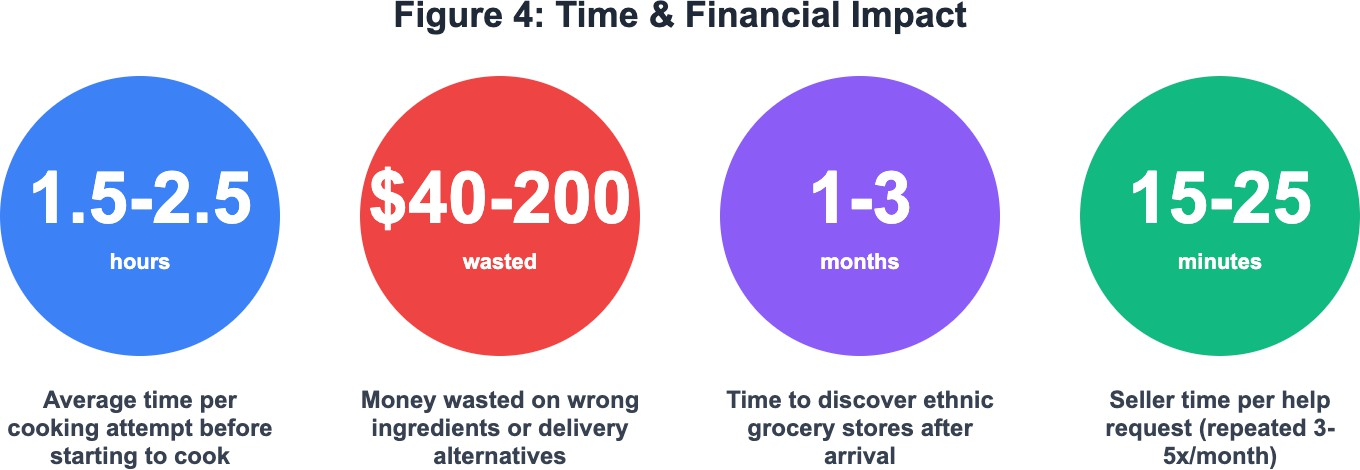 Figure 4: Time & Financial Impact
1.5-2.5
hours
Average time per
cooking attempt before
starting to cook
$40-200
wasted
Money wasted on wrong
ingredients or delivery
alternatives
1-3
months
Time to discover ethnic
grocery stores after
arrival
15-25
minutes
Seller time per help
request (repeated 3-
5x/month)